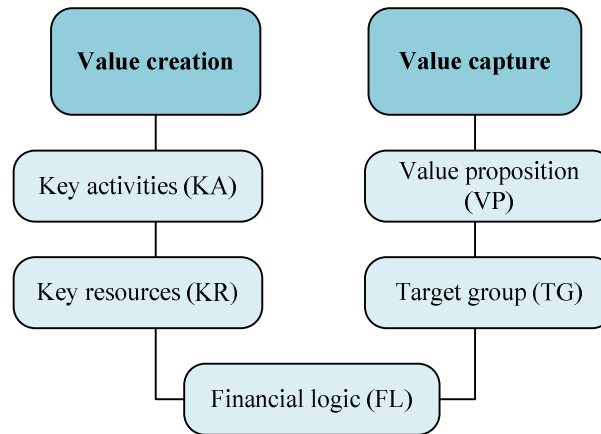 Value creation
Value capture
Key activities (KA)
Value proposition
(VP)
Key resources (KR)
Target group (TG)
Financial logic (FL)